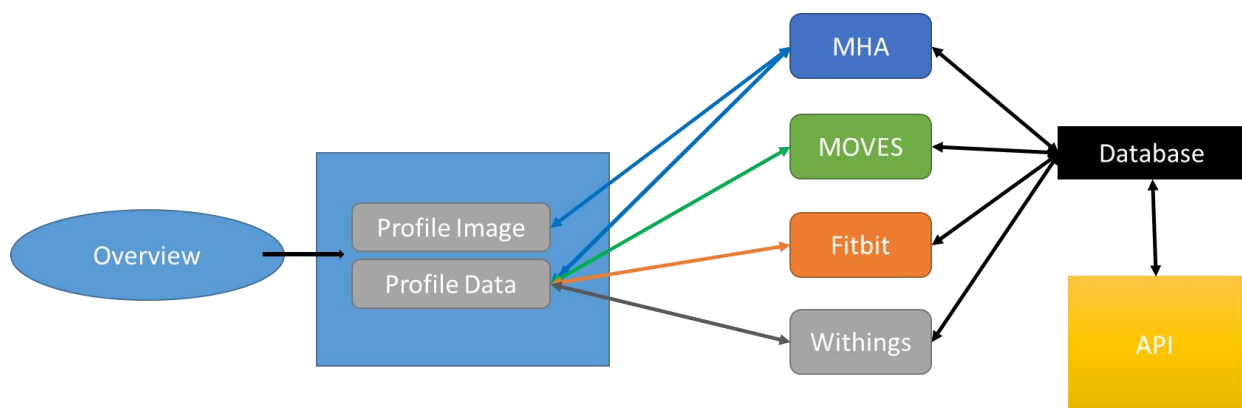 Overview
Profile Image
Profile Data
MHA
MOVES
Fitbit
Withings
Database
API